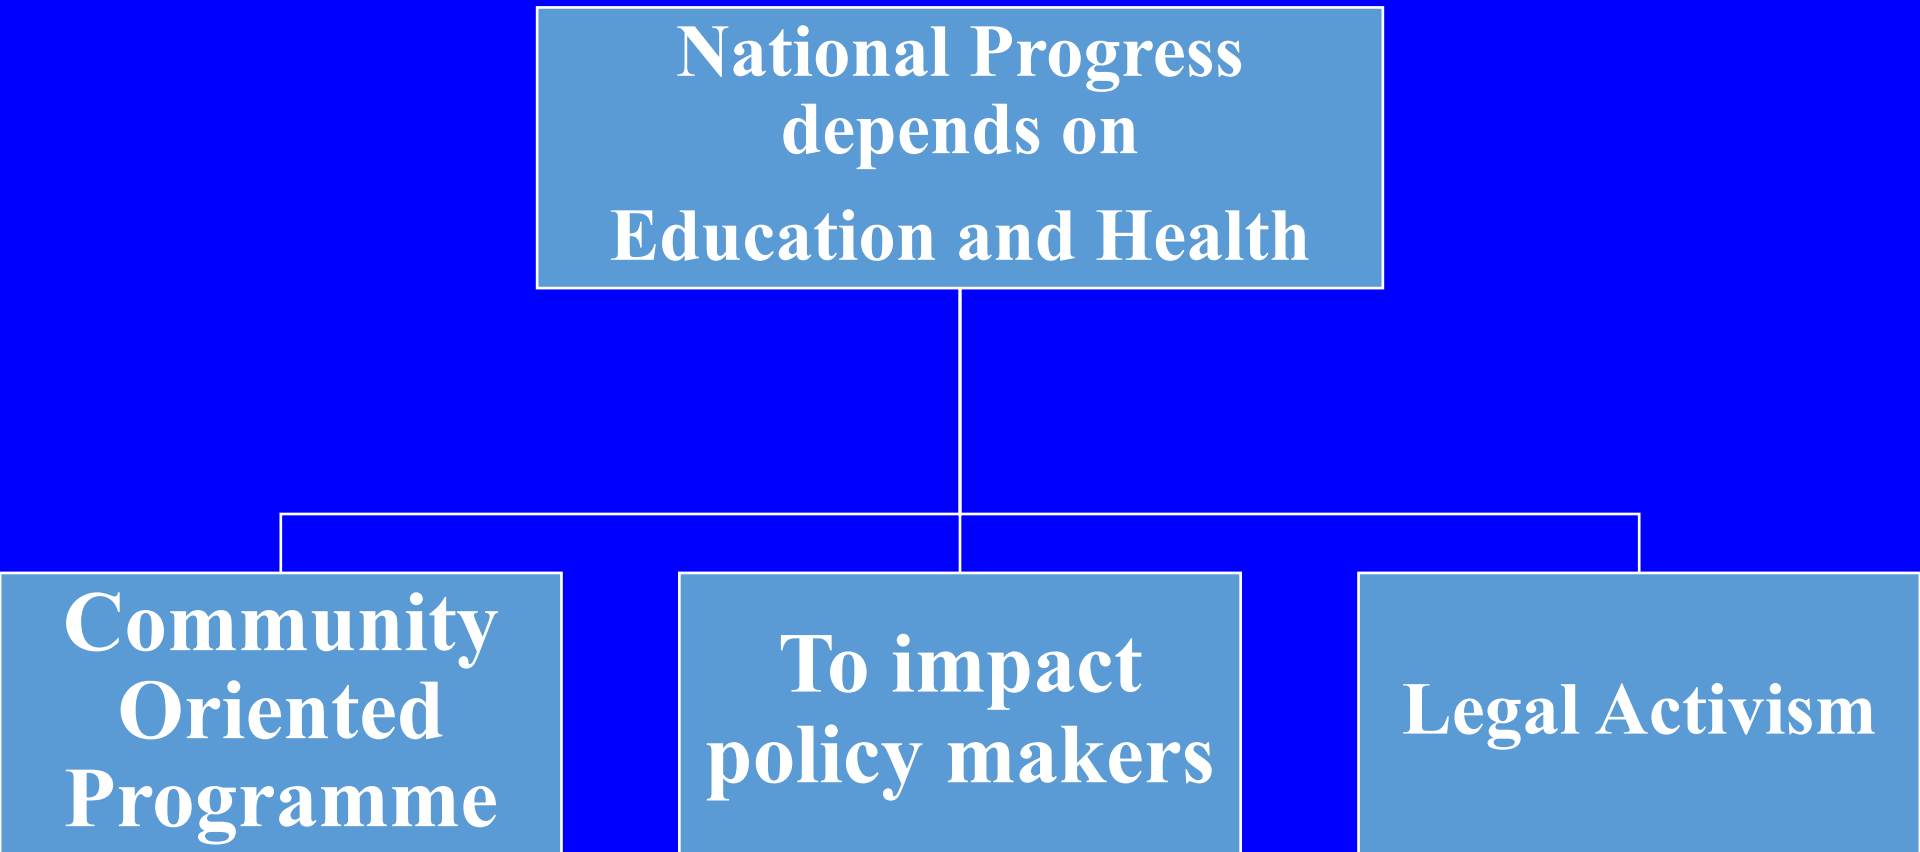 National Progress
depends on
Education and Health
Community
Oriented
Programme
To impact
policy makers
Legal Activism